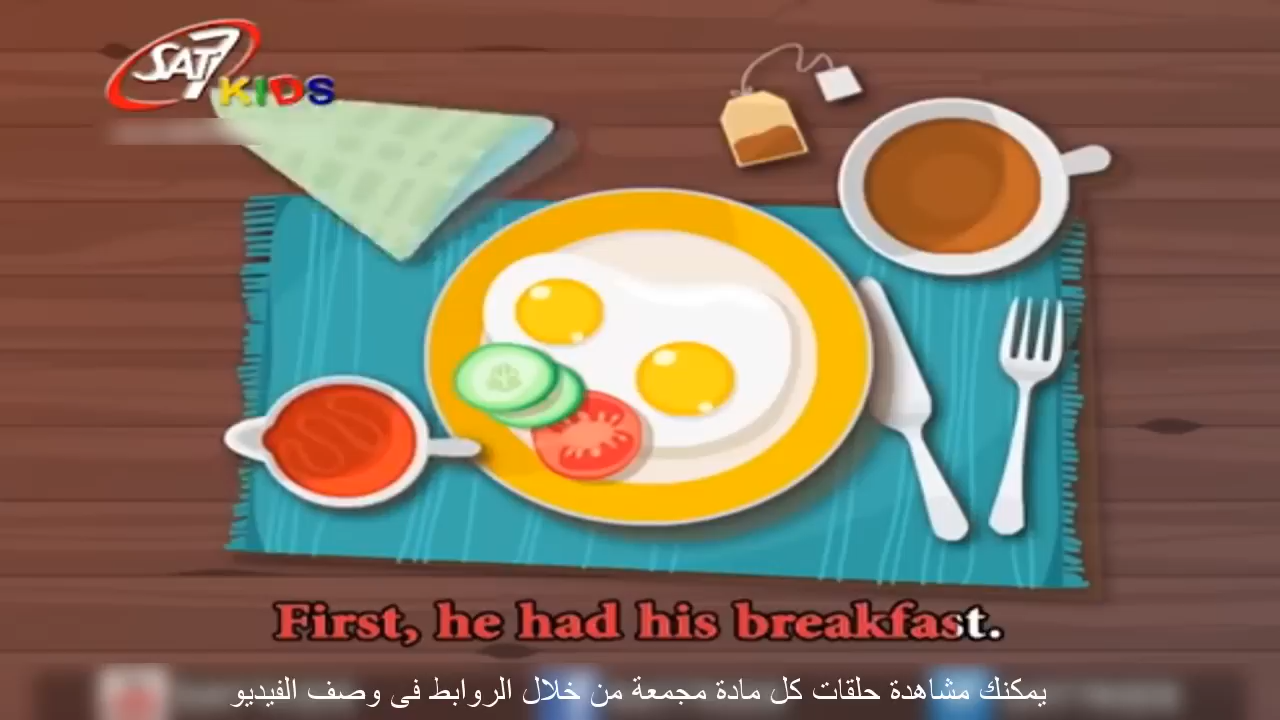 SAT7
KIDS
First, he had his breakfast.
يمكنك مشاهدة حلقات كل مادة مجمعة من خلال الروابط فى وصف الفيديو